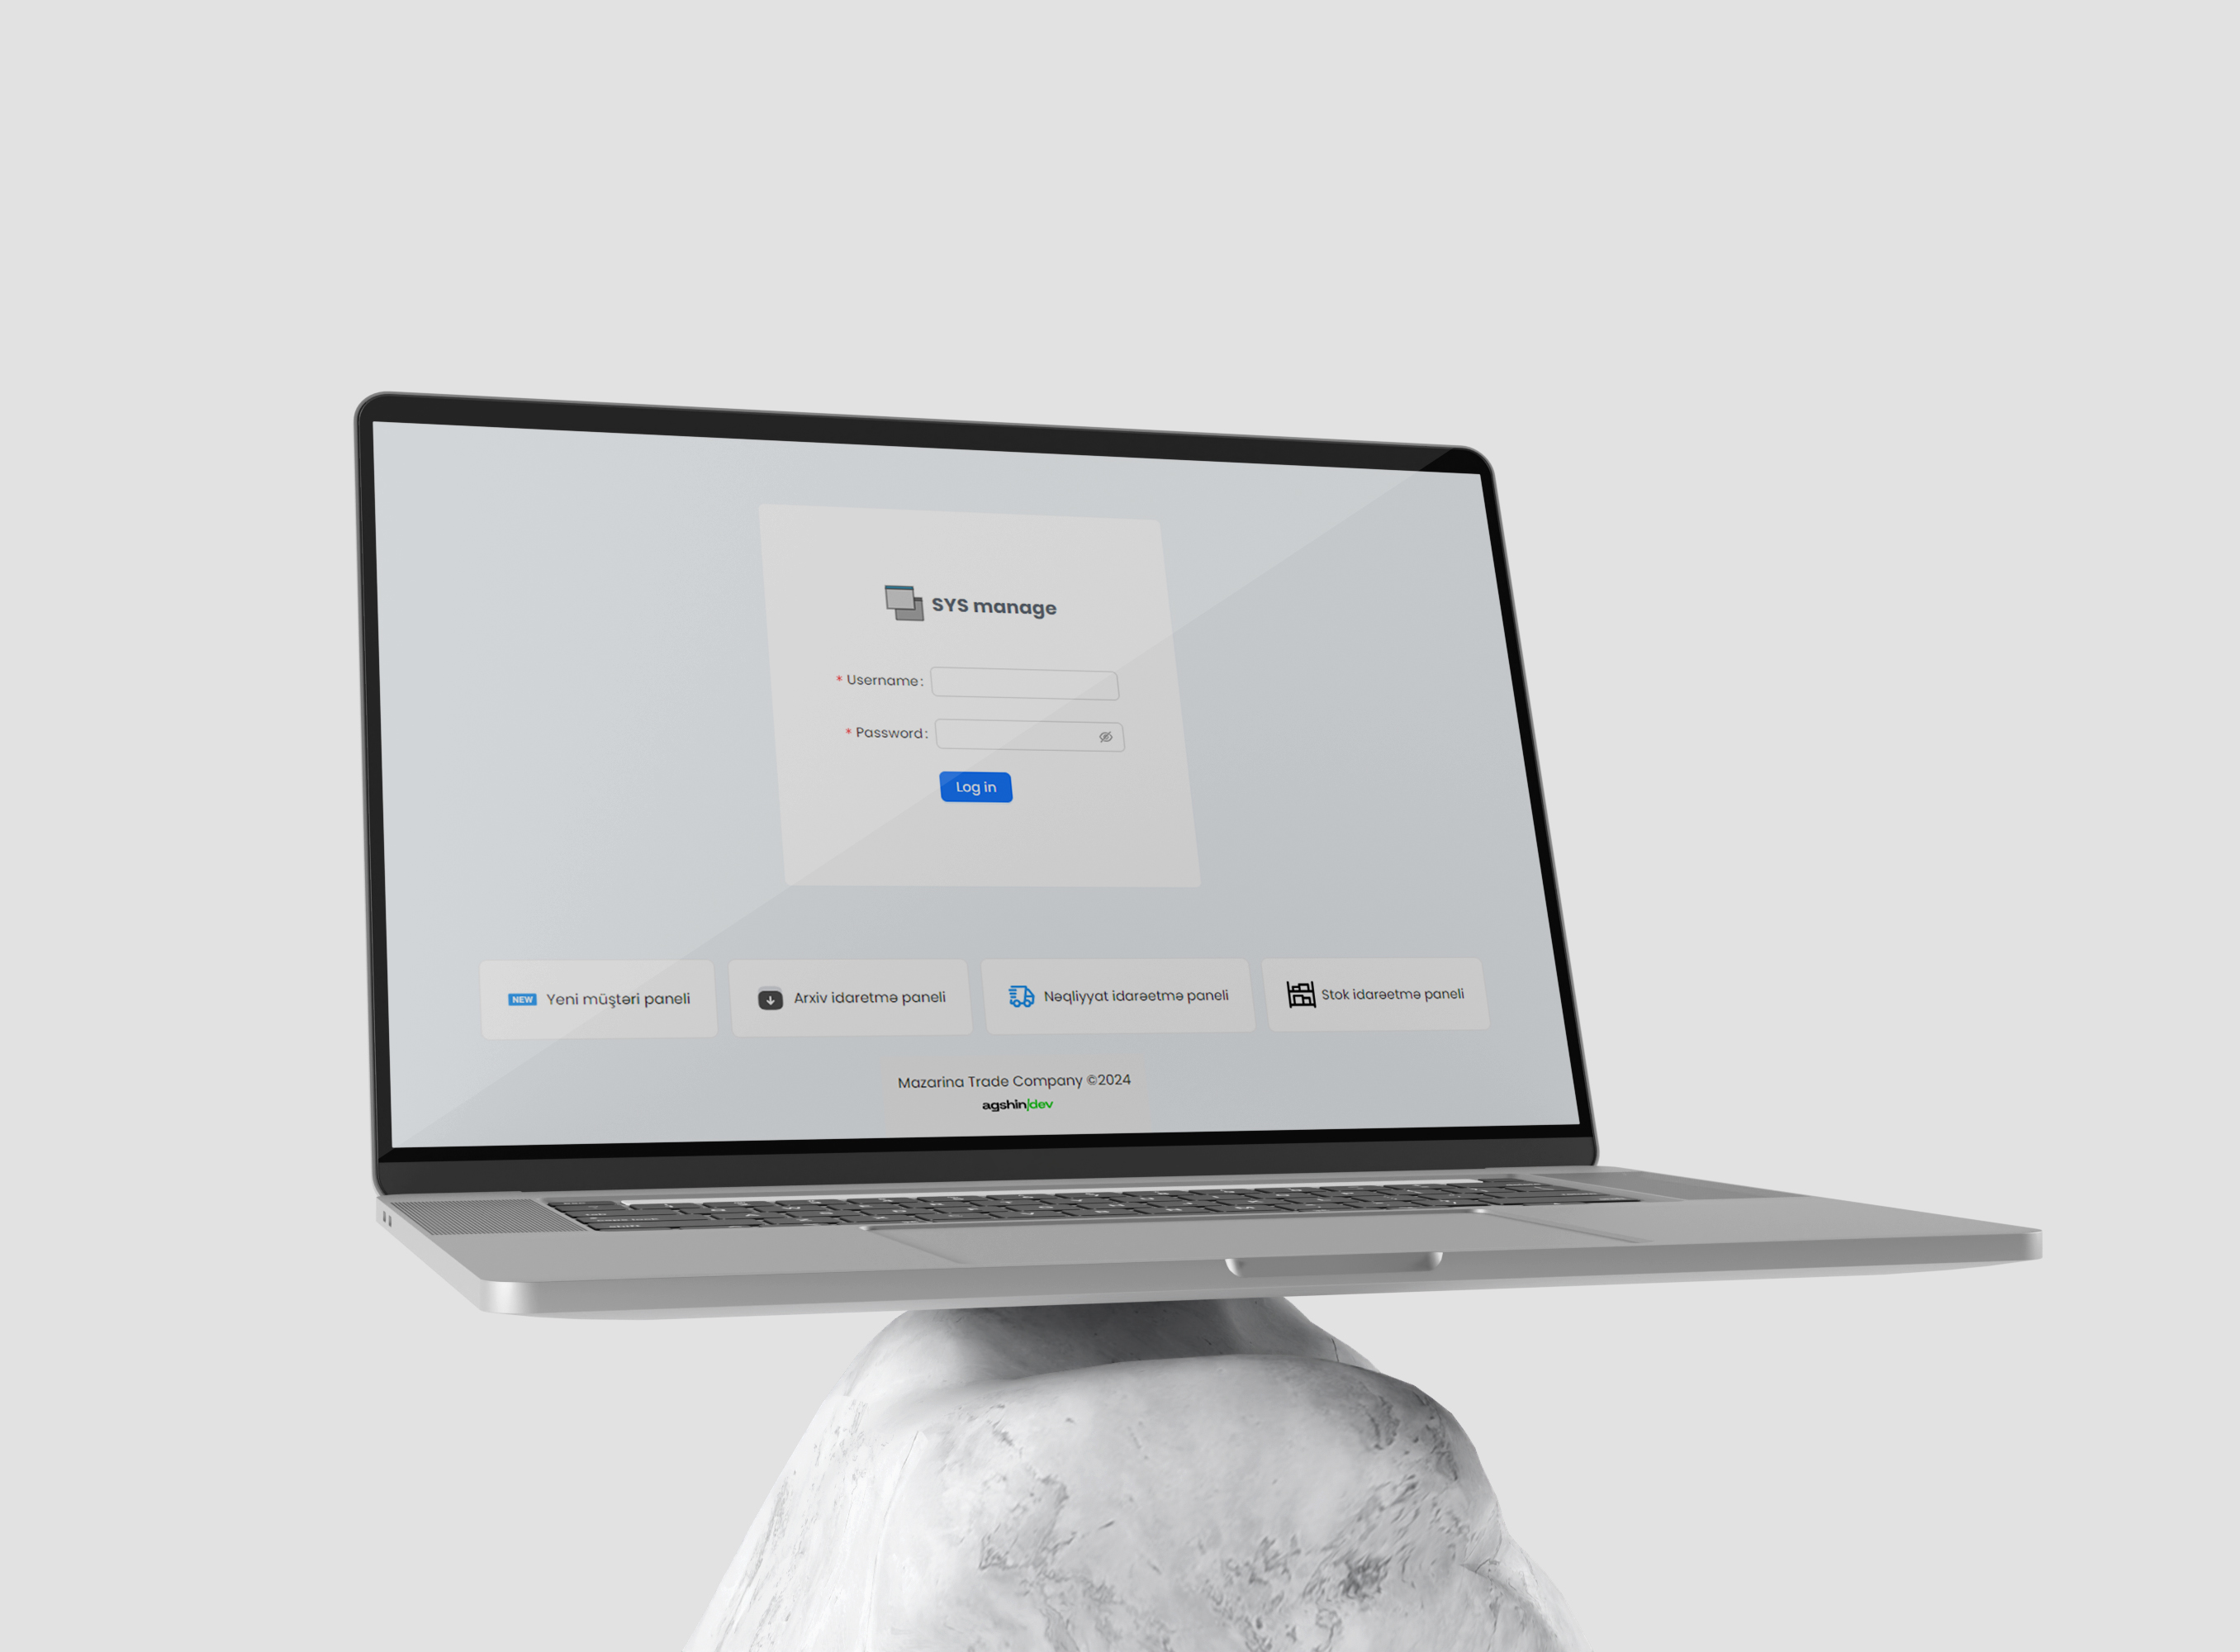 SYS manage
* Username:
* Password:
Log in
NEW Yeni müştəri paneli
Arxiv idaretmə paneli
Nəqliyyat idarəetmə paneli
Stok idarəetmə paneli
Mazarina Trade Company ©2024
agshin|dev